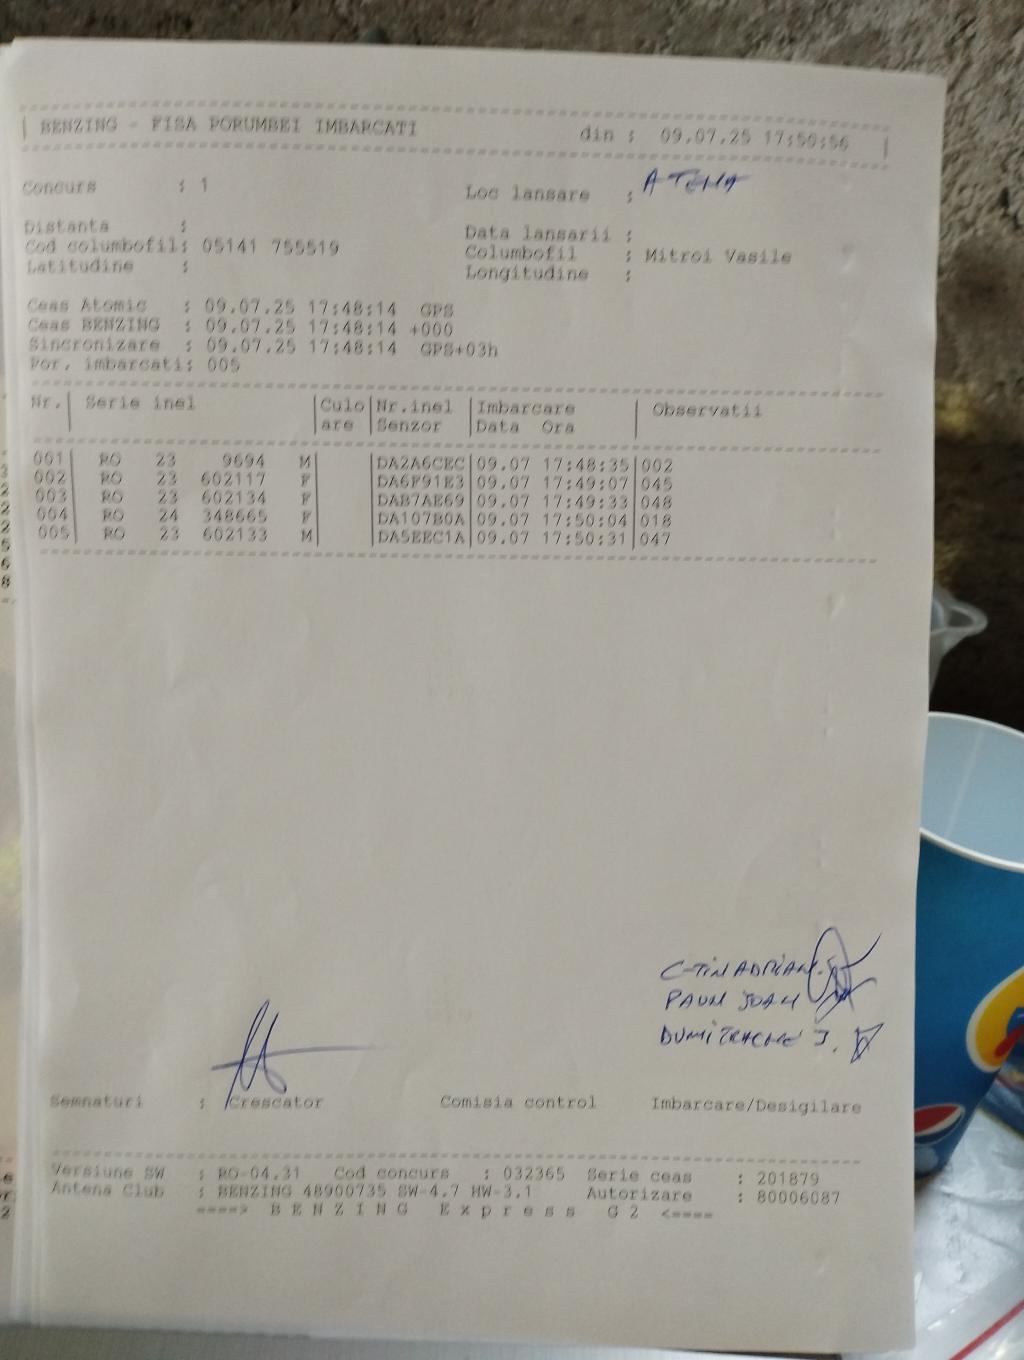 BENZING - FISA PORUMBEI IMBARCATI din : 09.07.25 17:50:56
Concurs : 1 Loc lansare : ATENA
Distanta : Data lansarii :
Cod columbofil: 05141 755519 Columbofil : Mitroi Vasile
Latitudine : Longitudine :
Ceas Atomic : 09.07.25 17:48:14 GPS
Ceas BENZING : 09.07.25 17:48:14 +000
Sincronizare : 09.07.25 17:48:14 GPS+03h
Por. imbarcati: 005
Nr. Serie inel Culo Nr.inel Imbarcare Observatii
are Senzor Data Ora
001 RO 23 9694 M DA2A6CEC 09.07 17:48:35 002
002 RO 23 602117 F DA6F91E3 09.07 17:49:07 045
003 RO 23 602134 F DAB7AE69 09.07 17:49:33 048
004 RO 24 348665 F DA107B0A 09.07 17:50:04 018
005 RO 23 602133 M DA5EEC1A 09.07 17:50:31 047
C-TIN ADRIAN
PAUN IOAN
DUMITRACHE I.
Semnaturi : Crescator Comisia control Imbarcare/Desigilare
Versiune SW : RO-04.31 Cod concurs : 032365 Serie ceas : 201879
Antena Club : BENZING 48900735 SW-4.7 HW-3.1 Autorizare : 80006087
====> B E N Z I N G E x p r e s s G 2 <====